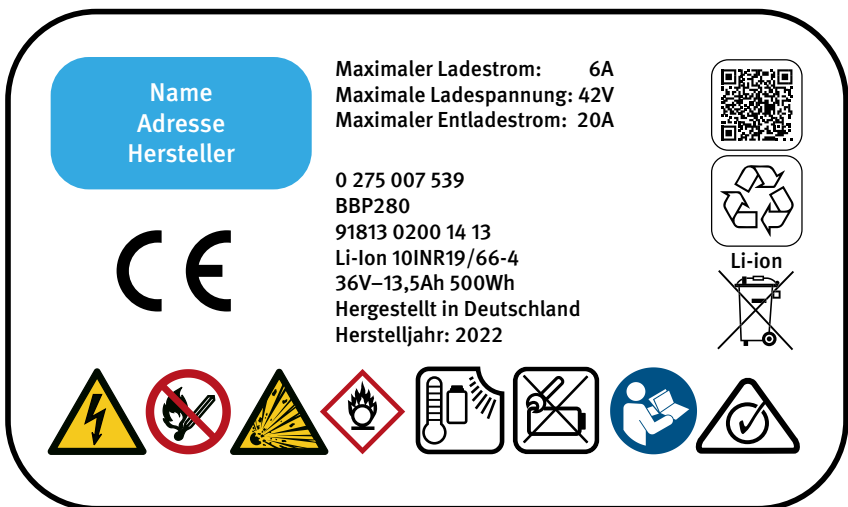 Name
Adresse
Hersteller
Maximaler Ladestrom: 6A
Maximale Ladespannung: 42V
Maximaler Entladestrom: 20A
0 275 007 539
BBP280
91813 0200 14 13
Li-Ion 10INR19/66-4
36V–13,5Ah 500Wh
Hergestellt in Deutschland
Herstelljahr: 2022
CE
Li-ion